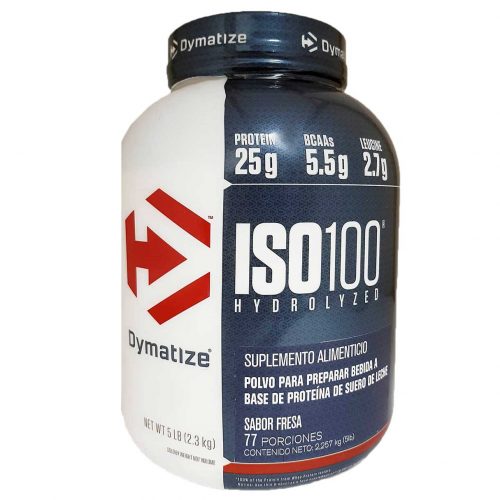 Dymatize
Dymatize
PROTEIN BCAAs LEUCINE
25g 5.5g 2.7g
ISO100®
HYDROLYZED
™
Dymatize®
SUPLEMENTO ALIMENTICIO
POLVO PARA PREPARAR BEBIDA A
BASE DE PROTEÍNA DE SUERO DE LECHE
SABOR FRESA
77 PORCIONES
CONTENIDO NETO: 2,267 kg (5lb)
NET WT 5 LB (2.3 kg)